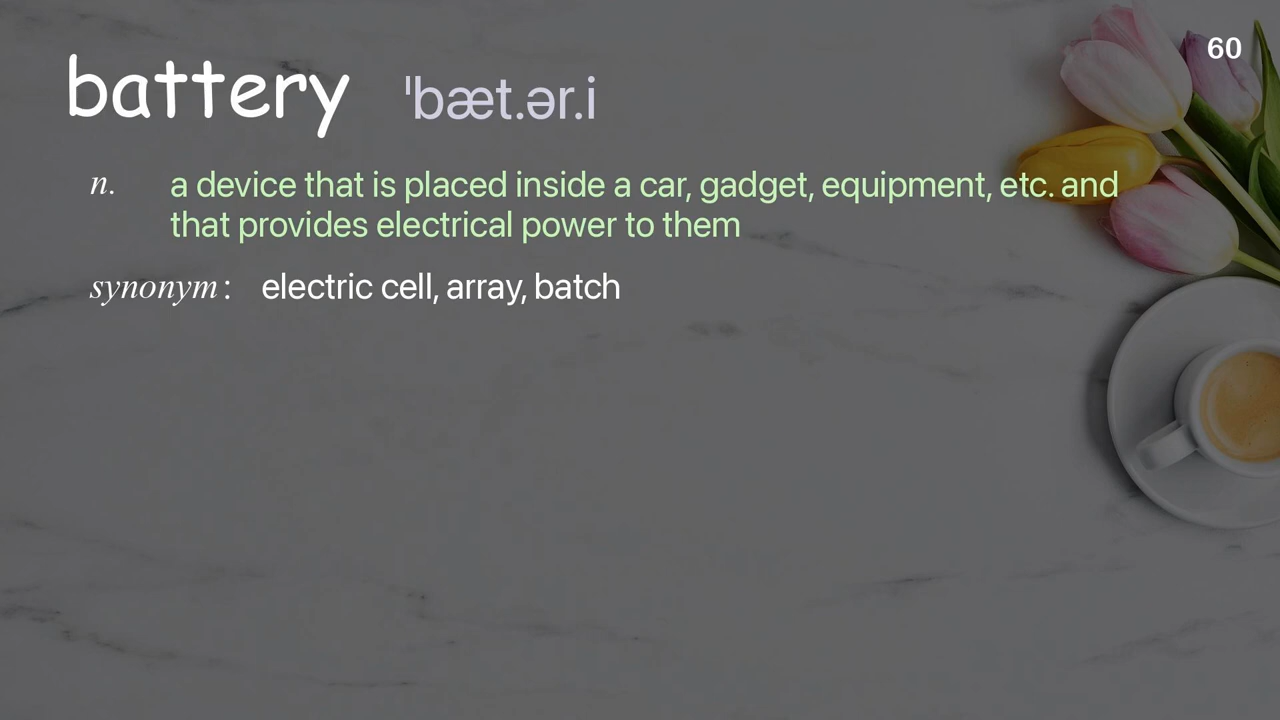 60
battery ˈbæt.ər.i
n. a device that is placed inside a car, gadget, equipment, etc. and
that provides electrical power to them
synonym : electric cell, array, batch